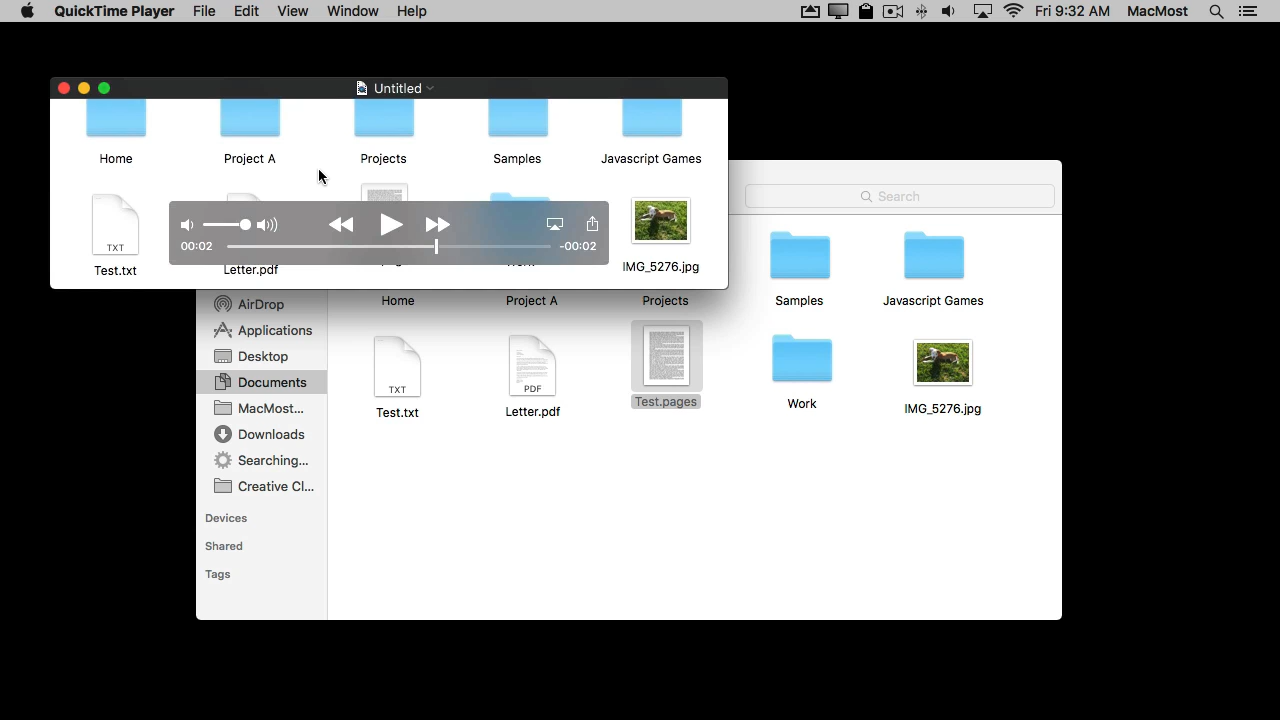 QuickTime Player File Edit View Window Help Fri 9:32 AM MacMost
Untitled
Home Project A Projects Samples Javascript Games
TXT
Test.txt Letter.pdf IMG_5276.jpg
00:02 -00:02
Search
AirDrop
Applications
Desktop
Documents
MacMost...
Downloads
Searching...
Creative Cl...
Devices
Shared
Tags
Home Project A Projects Samples Javascript Games
TXT PDF
Test.txt Letter.pdf Test.pages Work IMG_5276.jpg